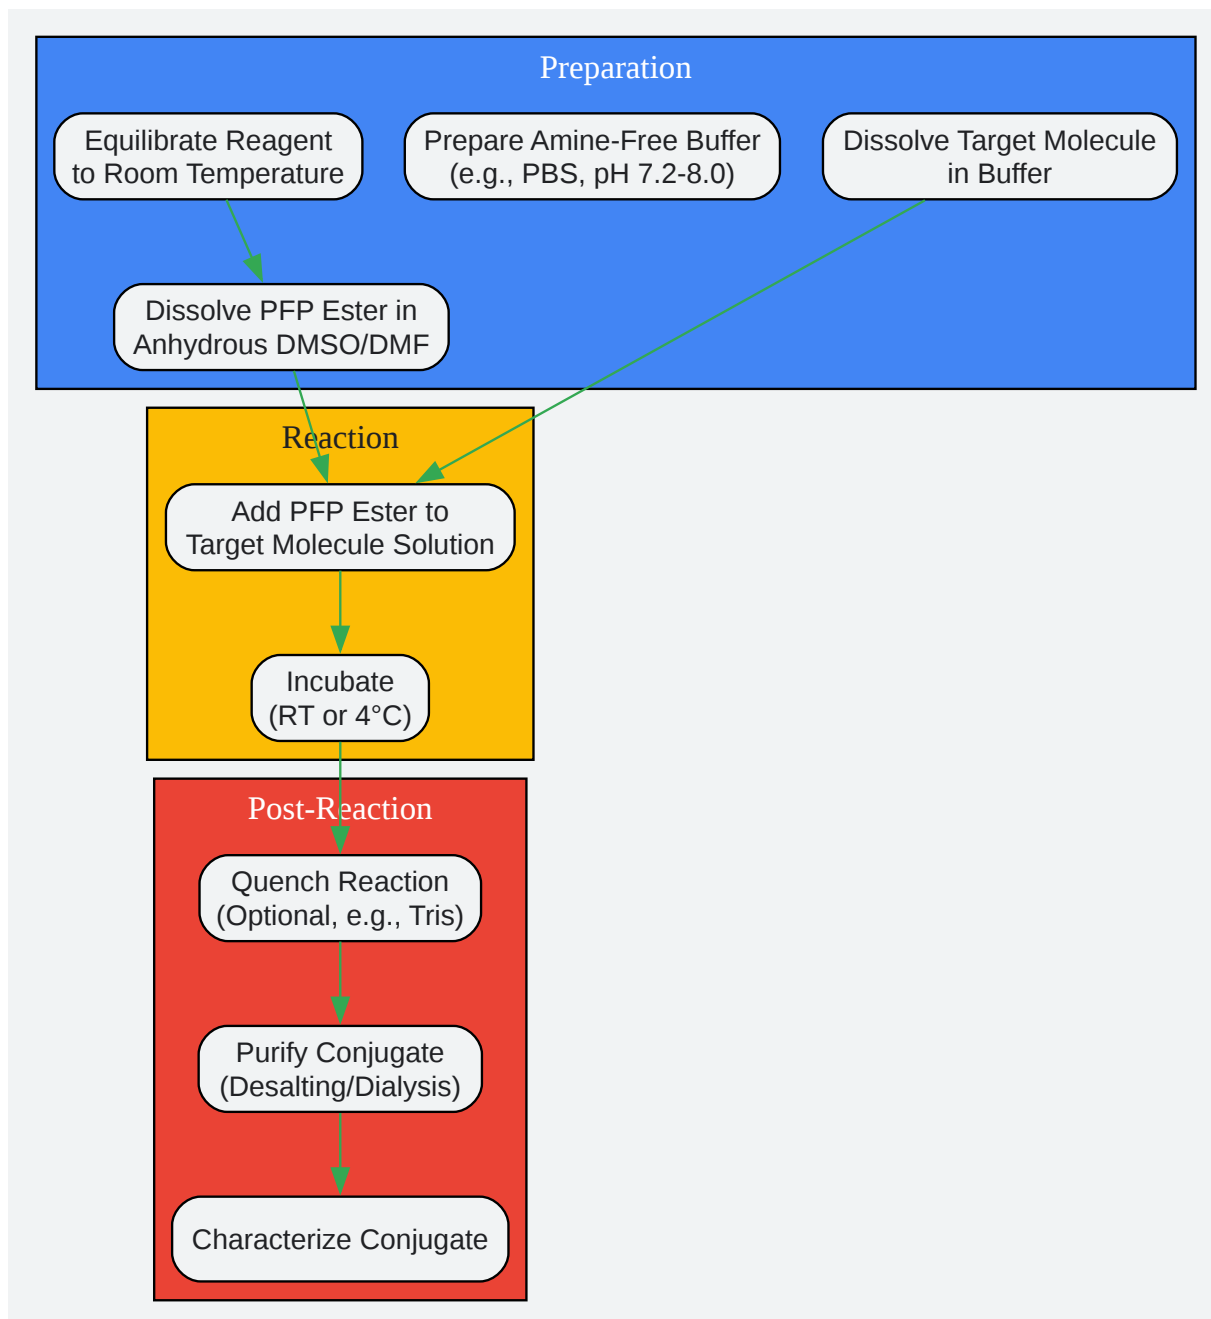 Preparation
Equilibrate Reagent
to Room Temperature
Prepare Amine-Free Buffer
(e.g., PBS, pH 7.2-8.0)
Dissolve Target Molecule
in Buffer
Dissolve PFP Ester in
Anhydrous DMSO/DMF
Reaction
Add PFP Ester to
Target Molecule Solution
Incubate
(RT or 4°C)
Post-Reaction
Quench Reaction
(Optional, e.g., Tris)
Purify Conjugate
(Desalting/Dialysis)
Characterize Conjugate